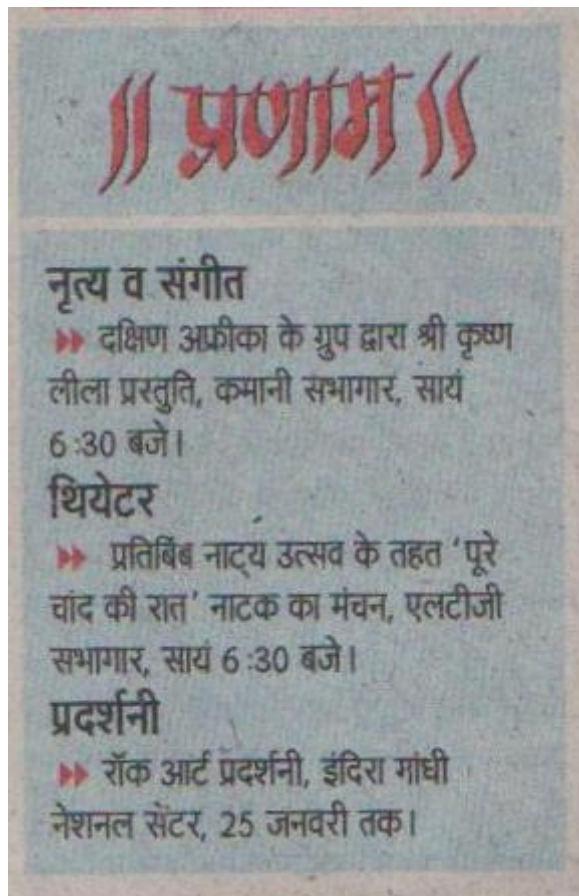 ।। प्रणाम ।।
नृत्य व संगीत
▸▸ दक्षिण अफ्रीका के ग्रुप द्वारा श्री कृष्ण
लीला प्रस्तुति, कमानी सभागार, सायं
6:30 बजे।
थियेटर
▸▸ प्रतिबिंब नाट्य उत्सव के तहत ‘पूरे
चांद की रात’ नाटक का मंचन, एलटीजी
सभागार, सायं 6:30 बजे।
प्रदर्शनी
▸▸ रॉक आर्ट प्रदर्शनी, इंदिरा गांधी
नेशनल सेंटर, 25 जनवरी तक।